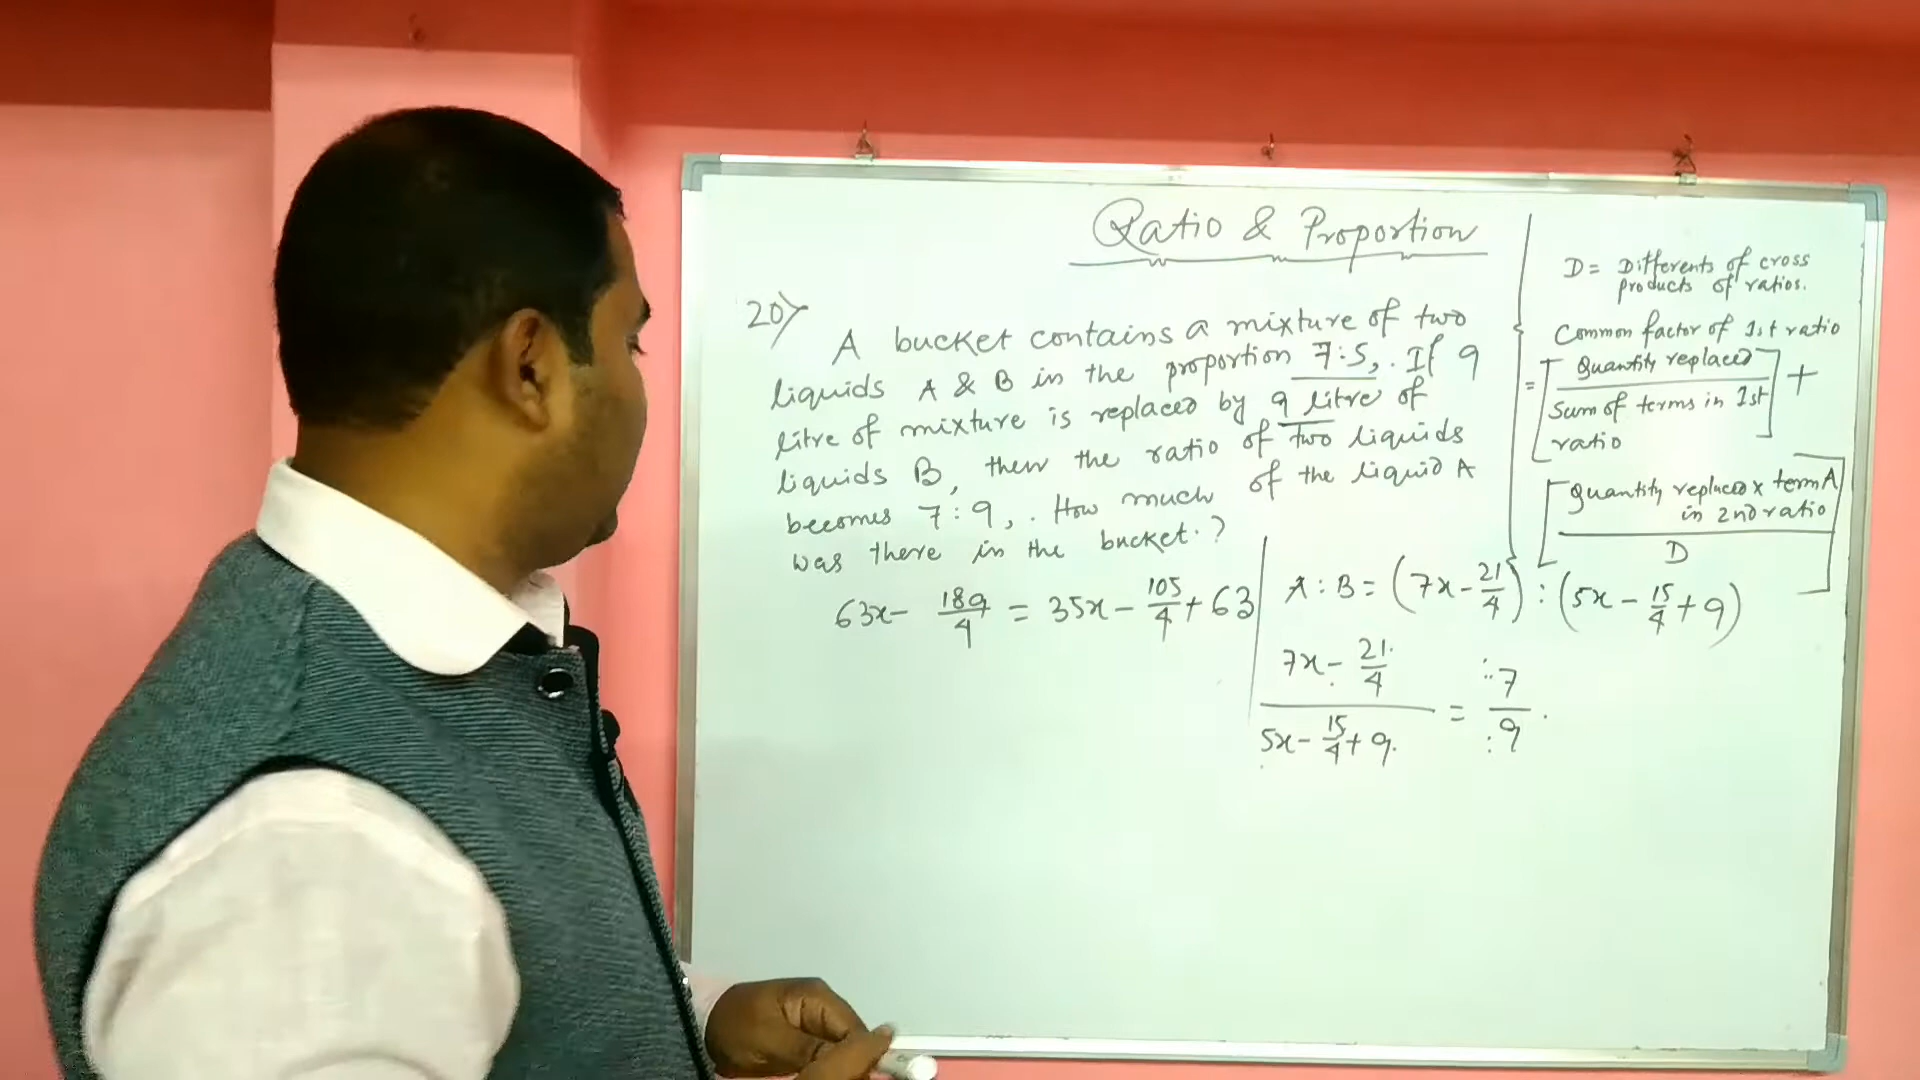 Ratio & Proportion
20>
A bucket contains a mixture of two
liquids A & B in the proportion 7:5,. If 9
litre of mixture is replaced by 9 litre of
liquids B, then the ratio of two liquids
becomes 7:9,. How much of the liquid A
was there in the bucket.?
63x - 189/4 = 35x - 105/4 + 63
A : B = (7x - 21/4) : (5x - 15/4 + 9)
7x - 21/4
5x - 15/4 + 9.
= 7/9.
D = Differents of cross
products of ratios.
Common factor of 1st ratio
= [Quantity replaced
Sum of terms in 1st
ratio] +
[Quantity replaced x term A
in 2nd ratio
D]